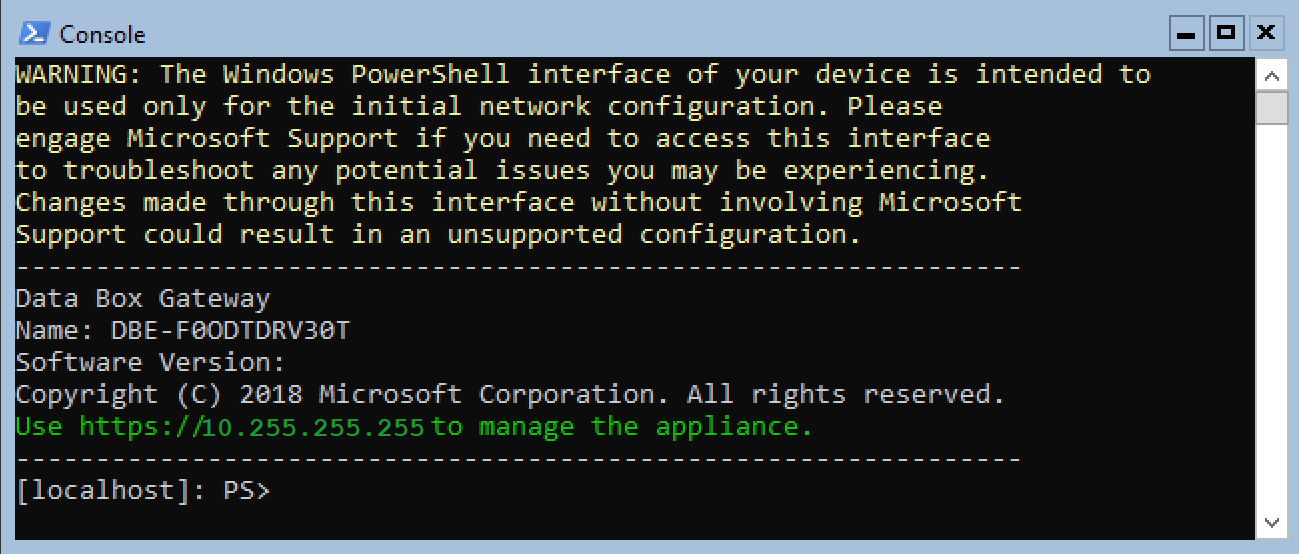 Console
WARNING: The Windows PowerShell interface of your device is intended to
be used only for the initial network configuration. Please
engage Microsoft Support if you need to access this interface
to troubleshoot any potential issues you may be experiencing.
Changes made through this interface without involving Microsoft
Support could result in an unsupported configuration.
---------------------------------------------------------------
Data Box Gateway
Name: DBE-F0ODTDRV30T
Software Version:
Copyright (C) 2018 Microsoft Corporation. All rights reserved.
Use https://10.255.255.255 to manage the appliance.
---------------------------------------------------------------
[localhost]: PS>